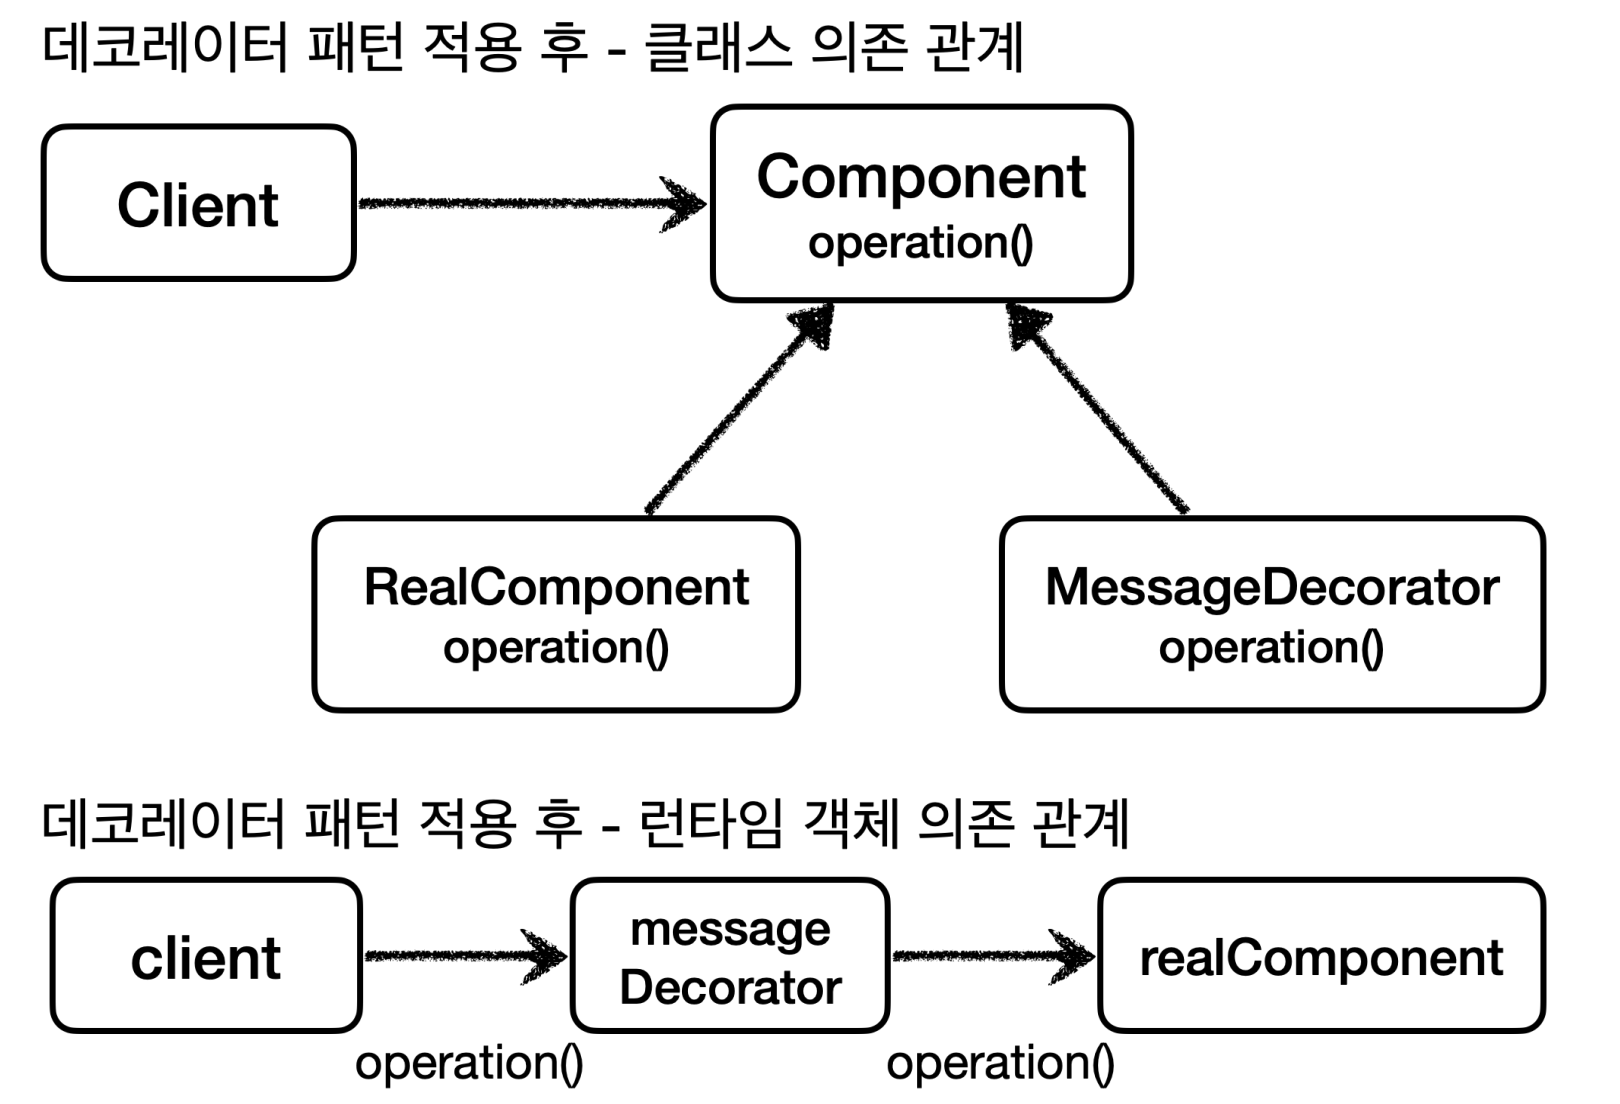 데코레이터 패턴 적용 후 - 클래스 의존 관계
Client
Component
operation()
RealComponent
operation()
MessageDecorator
operation()
데코레이터 패턴 적용 후 - 런타임 객체 의존 관계
client
message
Decorator
realComponent
operation()
operation()